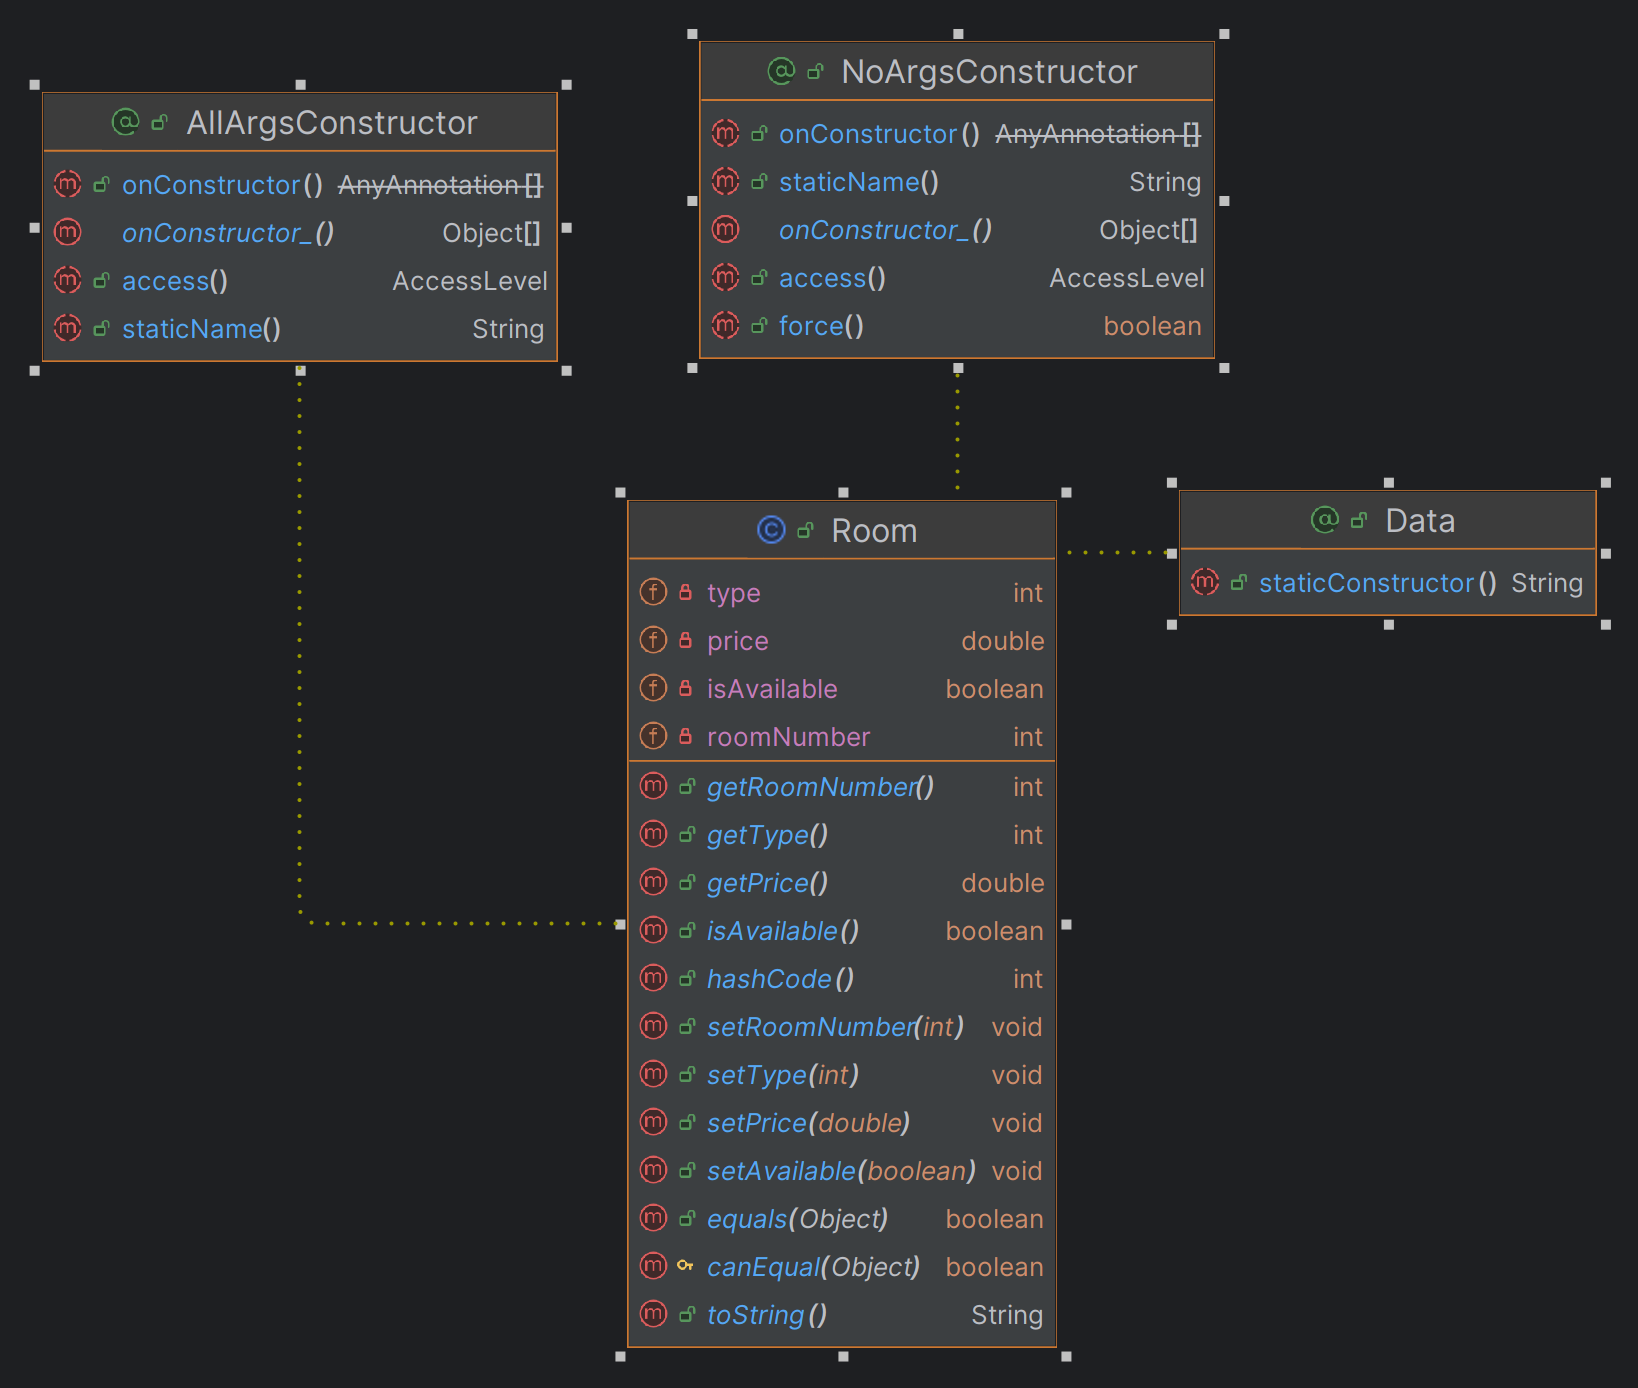 AllArgsConstructor
onConstructor() AnyAnnotation[]
onConstructor_() Object[]
access() AccessLevel
staticName() String
NoArgsConstructor
onConstructor() AnyAnnotation[]
staticName() String
onConstructor_() Object[]
access() AccessLevel
force() boolean
Room
type int
price double
isAvailable boolean
roomNumber int
getRoomNumber() int
getType() int
getPrice() double
isAvailable() boolean
hashCode() int
setRoomNumber(int) void
setType(int) void
setPrice(double) void
setAvailable(boolean) void
equals(Object) boolean
canEqual(Object) boolean
toString() String
Data
staticConstructor() String